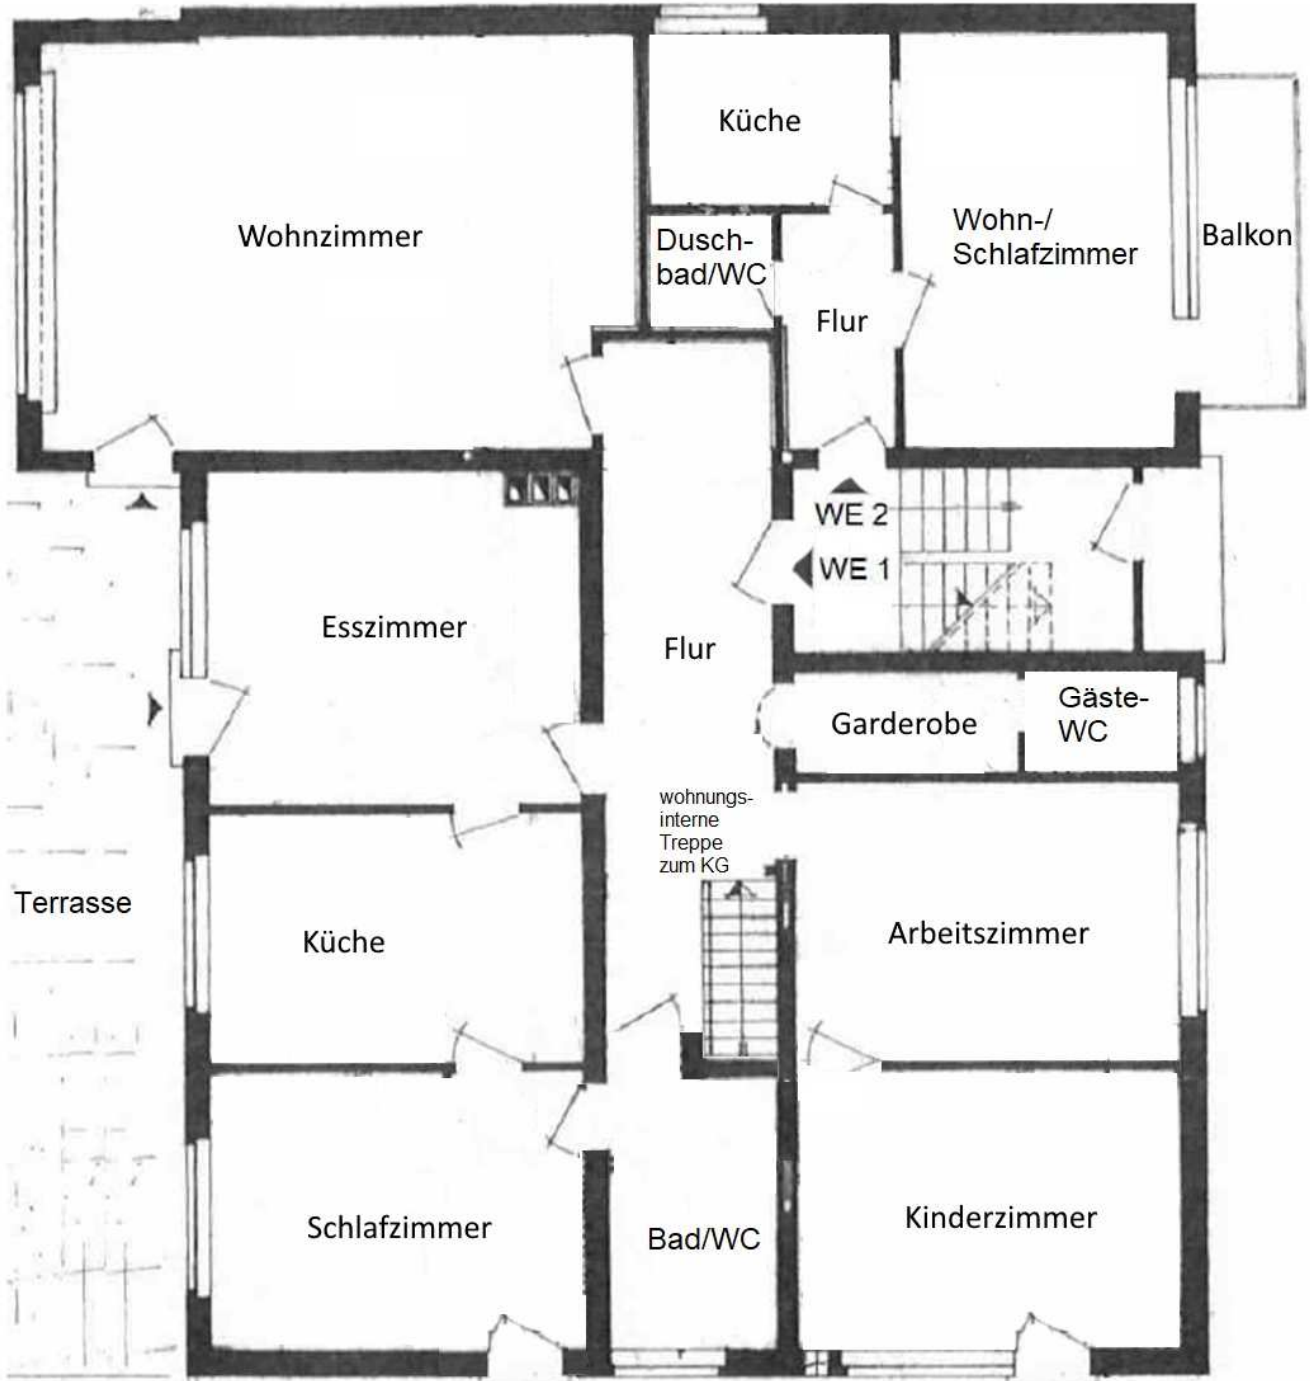 Küche
Wohnzimmer
Wohn-/
Schlafzimmer
Balkon
Dusch-
bad/WC
Flur
WE 2
WE 1
Esszimmer
Flur
Garderobe
Gäste-
WC
wohnungs-
interne
Treppe
zum KG
Terrasse
Küche
Arbeitszimmer
Schlafzimmer
Bad/WC
Kinderzimmer